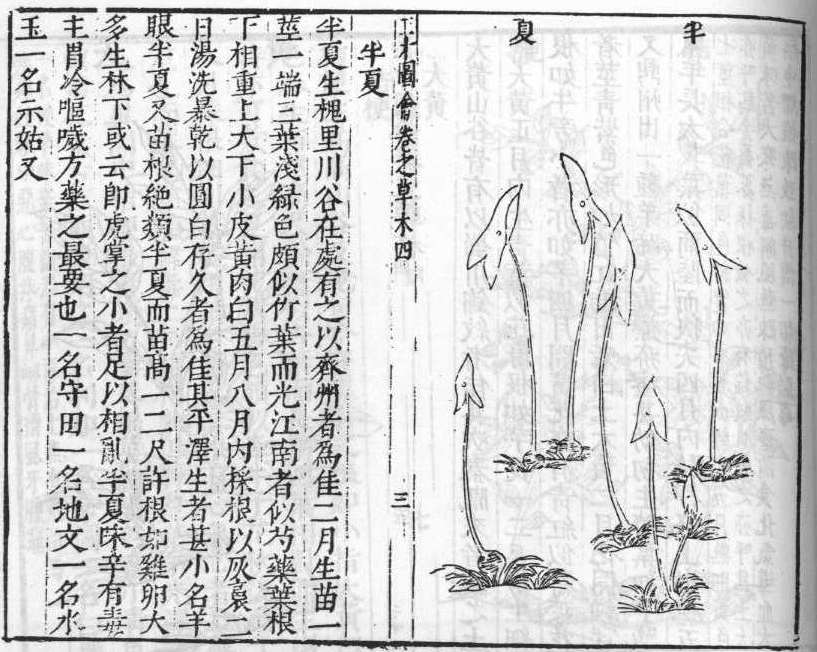 半夏
三才圖會卷之草木四
三
半夏
半夏生槐里川谷在處有之以齊州者為佳二月生苗一
莖一端三葉淺綠色頗似竹葉而光江南者似芍藥葉根
下相重上大下小皮黃肉白五月八月內採根以灰裛二
日湯洗暴乾以圓白存久者為佳其平澤生者甚小名羊
眼半夏又苗根絶類半夏而苗高一二尺許根如雞卵大
多生林下或云卽虎掌之小者足以相亂半夏味辛有毒
主胃冷嘔噦方藥之最要也一名守田一名地文一名水
玉一名示姑又